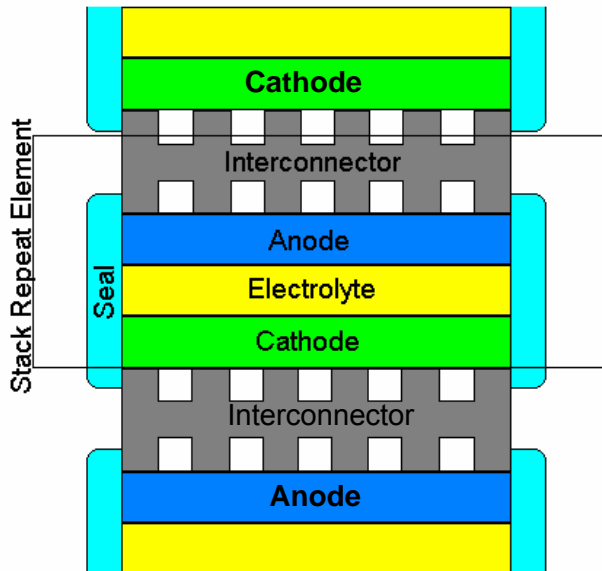 Cathode
Interconnector
Anode
Electrolyte
Cathode
Interconnector
Anode
Seal
Stack Repeat Element